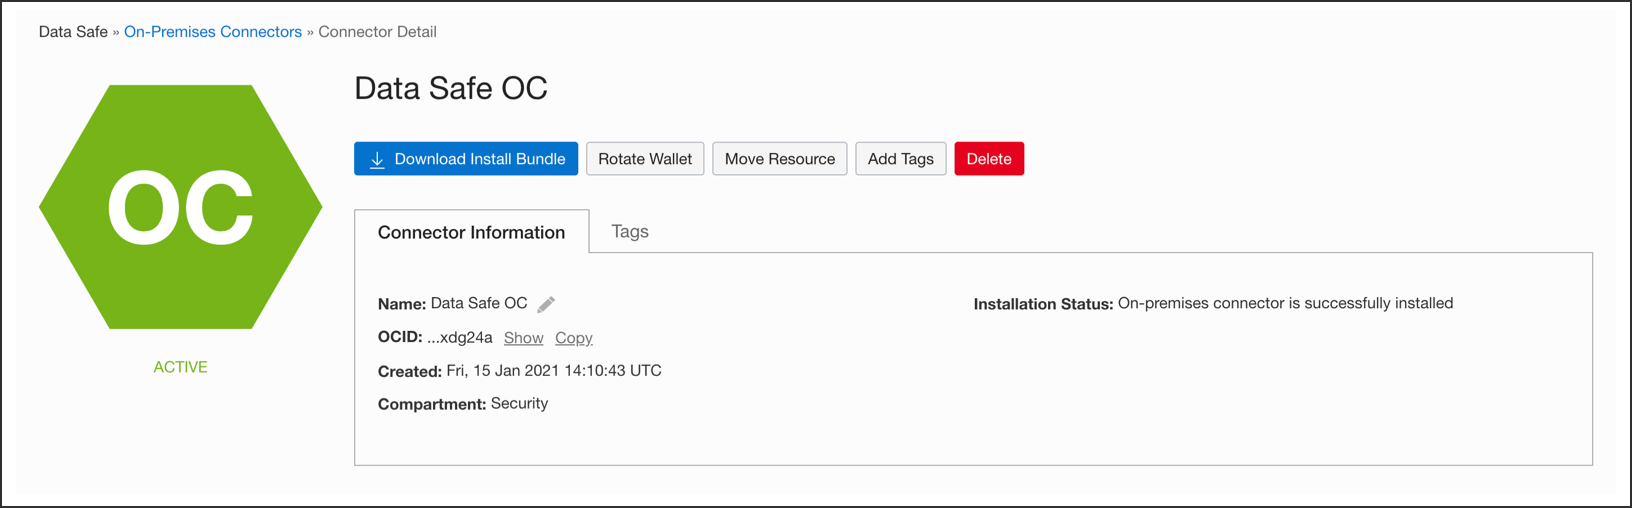 Data Safe » On-Premises Connectors » Connector Detail
OC
ACTIVE
Data Safe OC
Download Install Bundle Rotate Wallet Move Resource Add Tags Delete
Connector Information Tags
Name: Data Safe OC
OCID: ...xdg24a Show Copy
Created: Fri, 15 Jan 2021 14:10:43 UTC
Compartment: Security
Installation Status: On-premises connector is successfully installed